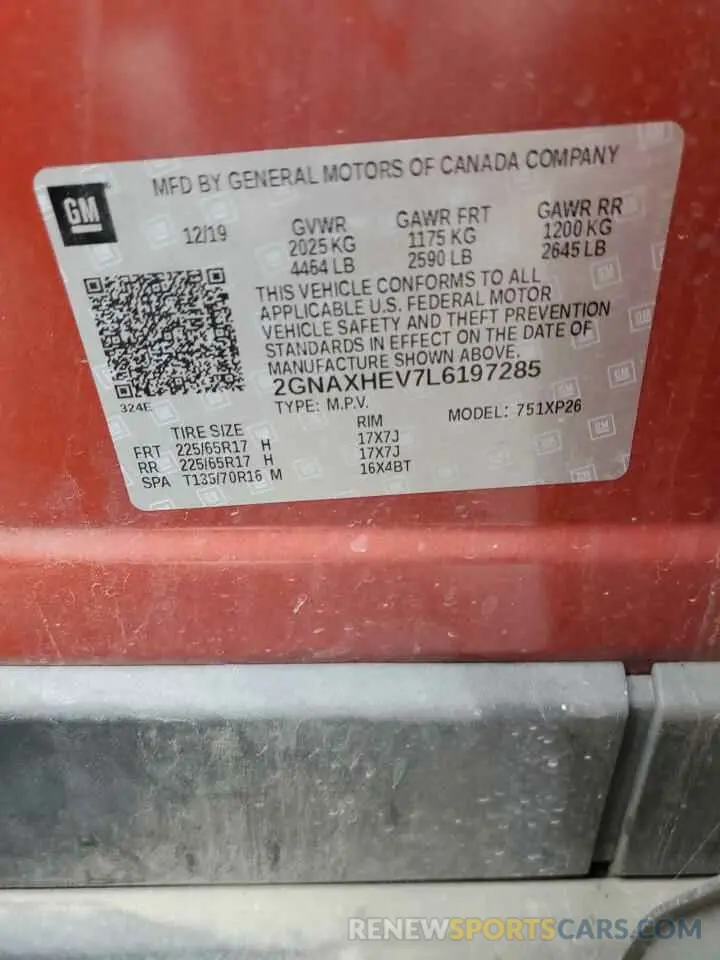 MFD BY GENERAL MOTORS OF CANADA COMPANY
GM
12/19
GVWR
2025 KG
4464 LB
GAWR FRT
1175 KG
2590 LB
GAWR RR
1200 KG
2645 LB
THIS VEHICLE CONFORMS TO ALL
APPLICABLE U.S. FEDERAL MOTOR
VEHICLE SAFETY AND THEFT PREVENTION
STANDARDS IN EFFECT ON THE DATE OF
MANUFACTURE SHOWN ABOVE.
2GNAXHEV7L6197285
324E
TYPE: M.P.V.
MODEL: 751XP26
TIRE SIZE RIM
FRT 225/65R17 H 17X7J
RR 225/65R17 H 17X7J
SPA T135/70R16 M 16X4BT
RENEWSPORTSCARS.COM